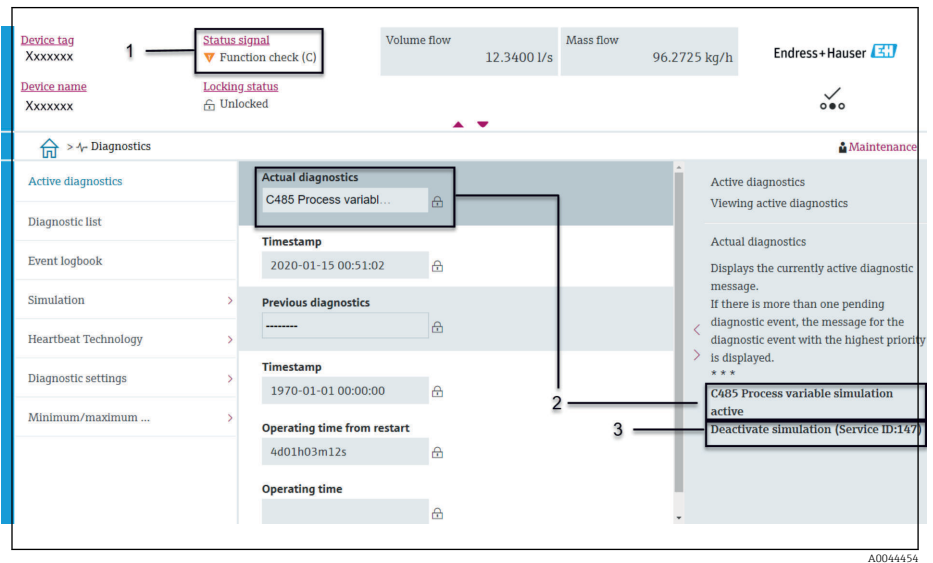 Device tag
Xxxxxxx
1
Status signal
Function check (C)
Volume flow
12.3400 l/s
Mass flow
96.2725 kg/h
Endress+Hauser EH
Device name
Xxxxxxx
Locking status
Unlocked
> Diagnostics
Maintenance
Active diagnostics
Diagnostic list
Event logbook
Simulation
Heartbeat Technology
Diagnostic settings
Minimum/maximum ...
Actual diagnostics
C485 Process variabl...
Timestamp
2020-01-15 00:51:02
Previous diagnostics
--------
Timestamp
1970-01-01 00:00:00
Operating time from restart
4d01h03m12s
Operating time
2
3
Active diagnostics
Viewing active diagnostics
Actual diagnostics
Displays the currently active diagnostic
message.
If there is more than one pending
diagnostic event, the message for the
diagnostic event with the highest priority
is displayed.
* * *
C485 Process variable simulation
active
Deactivate simulation (Service ID:147)
A0044454